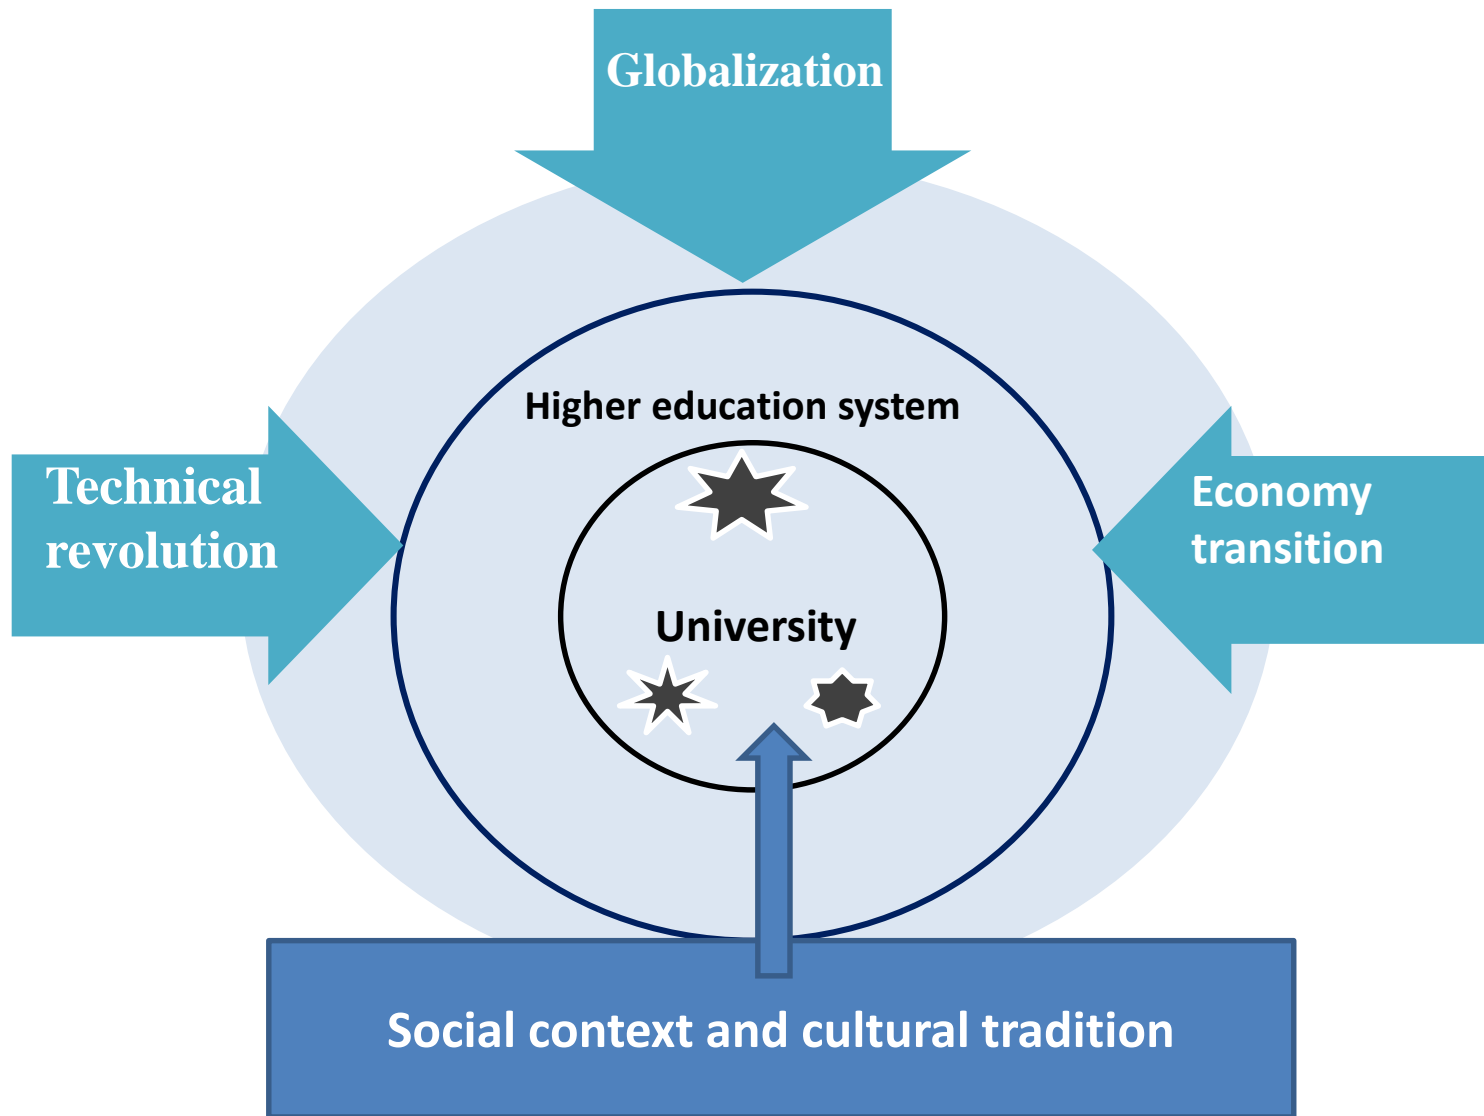 Globalization
Higher education system
Technical
revolution
Economy
transition
University
Social context and cultural tradition